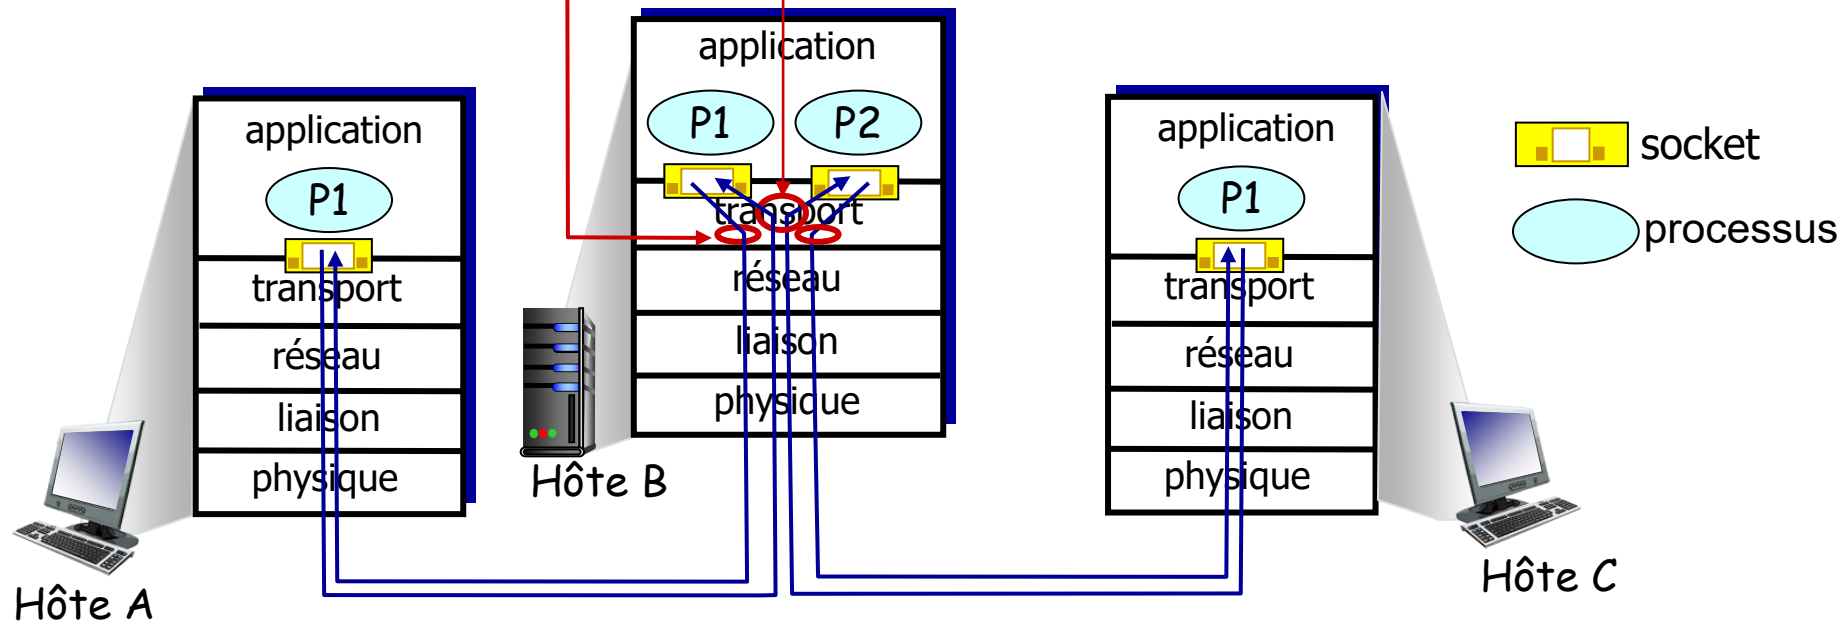 application
P1
transport
réseau
liaison
physique
Hôte A
application
P1
P2
transport
réseau
liaison
physique
Hôte B
application
P1
transport
réseau
liaison
physique
Hôte C
socket
processus